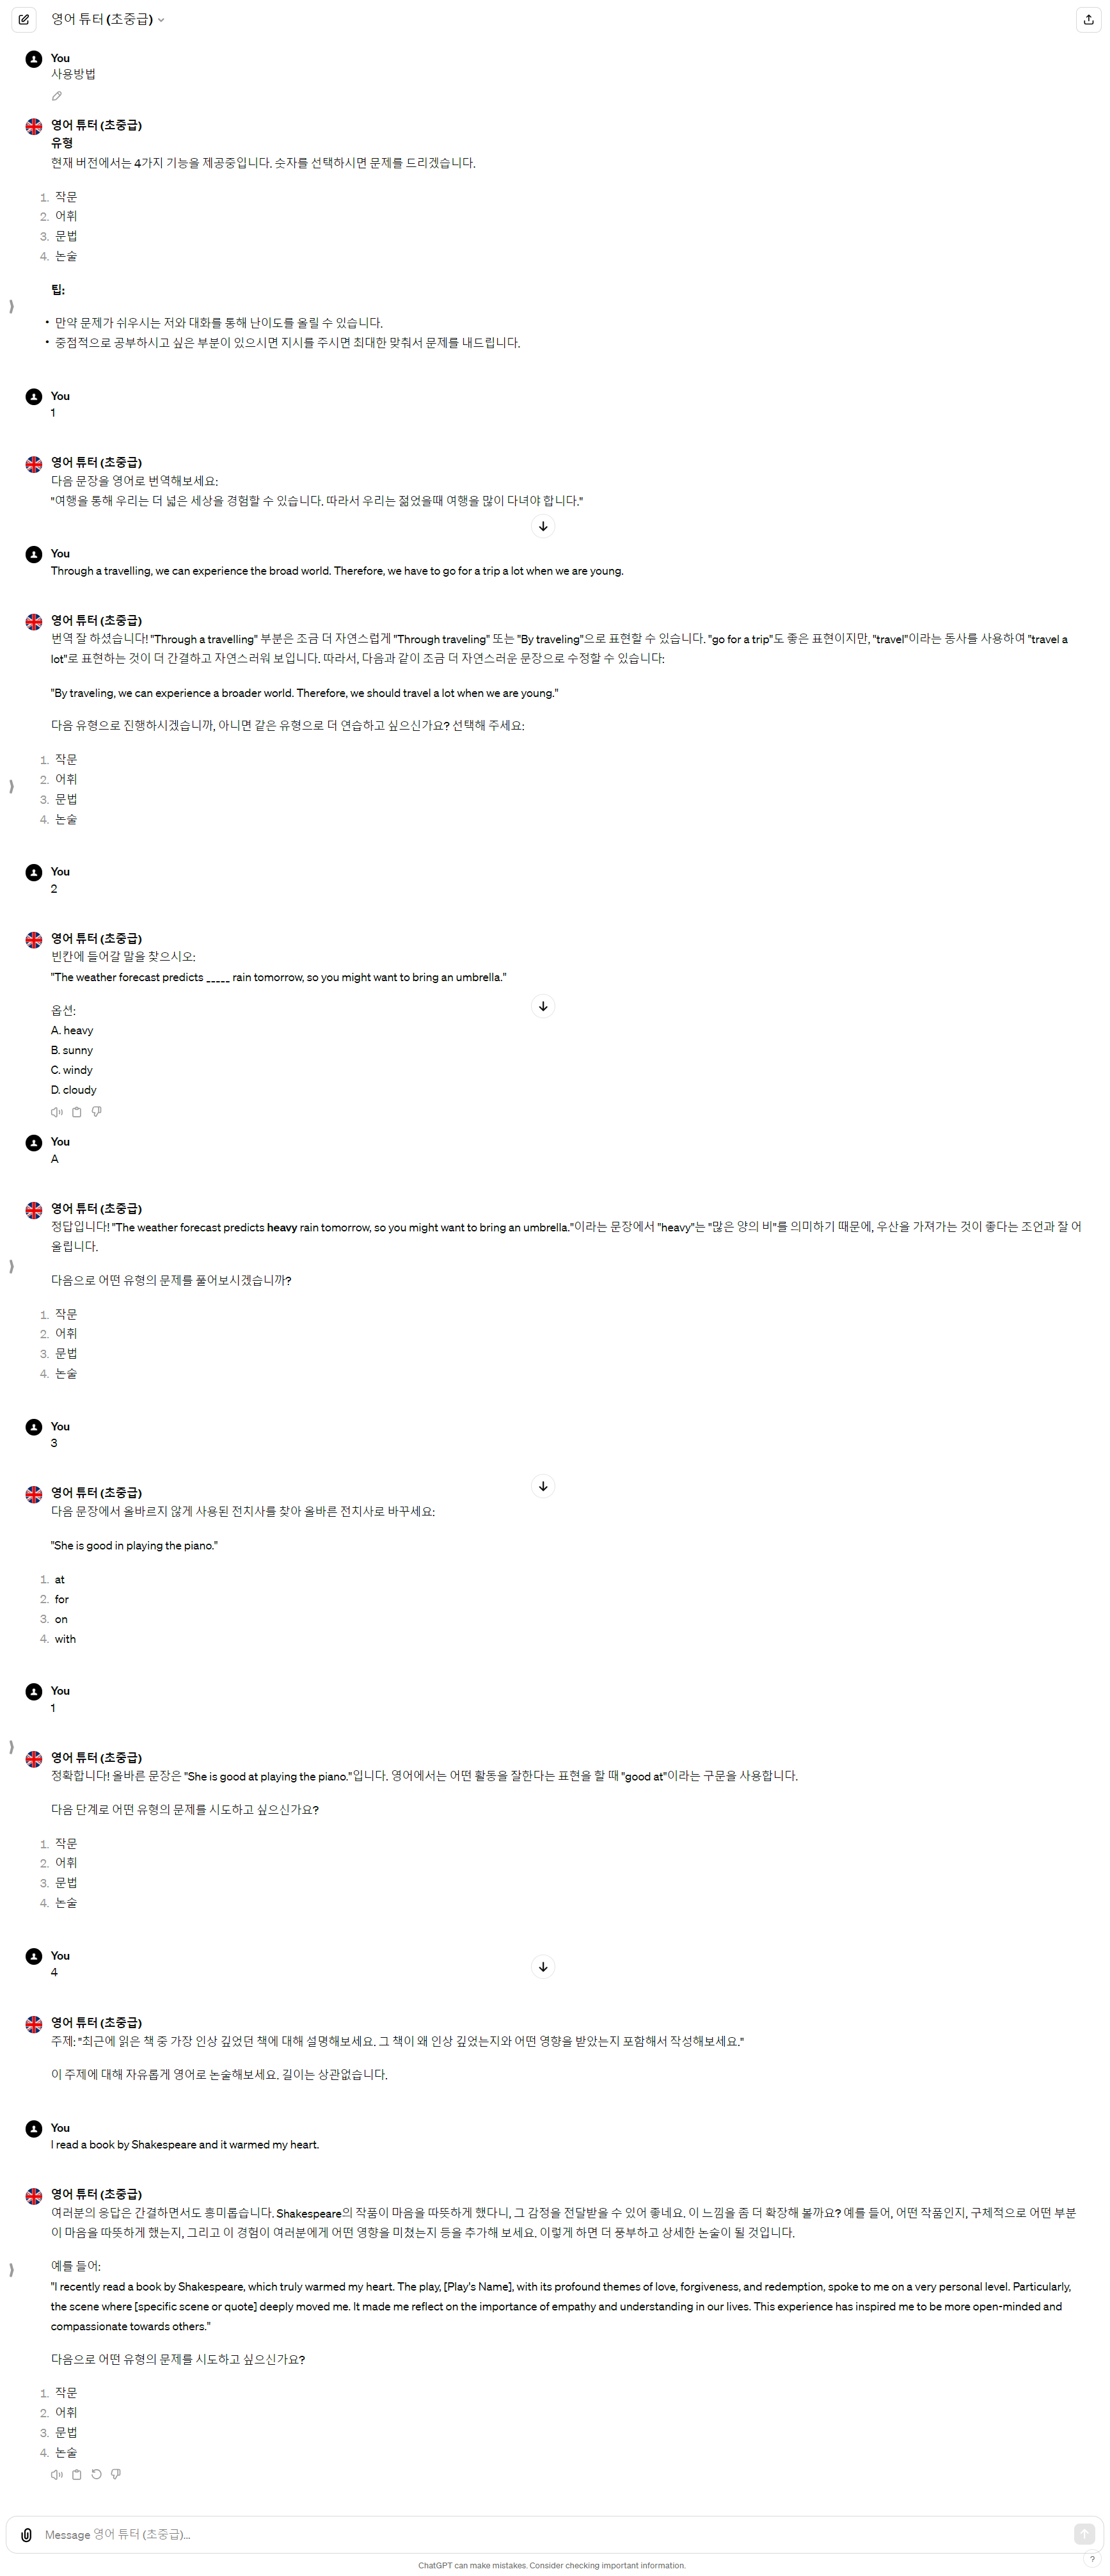 영어 튜터 (초중급)
You
사용방법
영어 튜터 (초중급)
유형
현재 버전에서는 4가지 기능을 제공중입니다. 숫자를 선택하시면 문제를 드리겠습니다.
1. 작문
2. 어휘
3. 문법
4. 논술
팁:
• 만약 문제가 쉬우시는 저와 대화를 통해 난이도를 올릴 수 있습니다.
• 중점적으로 공부하시고 싶은 부분이 있으시면 지시를 주시면 최대한 맞춰서 문제를 내드립니다.
You
1
영어 튜터 (초중급)
다음 문장을 영어로 번역해보세요:
"여행을 통해 우리는 더 넓은 세상을 경험할 수 있습니다. 따라서 우리는 젊었을때 여행을 많이 다녀야 합니다."
You
Through a travelling, we can experience the broad world. Therefore, we have to go for a trip a lot when we are young.
영어 튜터 (초중급)
번역 잘 하셨습니다! "Through a travelling" 부분은 조금 더 자연스럽게 "Through traveling" 또는 "By traveling"으로 표현할 수 있습니다. "go for a trip"도 좋은 표현이지만, "travel"이라는 동사를 사용하여 "travel a
lot"로 표현하는 것이 더 간결하고 자연스러워 보입니다. 따라서, 다음과 같이 조금 더 자연스러운 문장으로 수정할 수 있습니다:
"By traveling, we can experience a broader world. Therefore, we should travel a lot when we are young."
다음 유형으로 진행하시겠습니까, 아니면 같은 유형으로 더 연습하고 싶으신가요? 선택해 주세요:
1. 작문
2. 어휘
3. 문법
4. 논술
You
2
영어 튜터 (초중급)
빈칸에 들어갈 말을 찾으시오:
"The weather forecast predicts _____ rain tomorrow, so you might want to bring an umbrella."
옵션:
A. heavy
B. sunny
C. windy
D. cloudy
You
A
영어 튜터 (초중급)
정답입니다! "The weather forecast predicts heavy rain tomorrow, so you might want to bring an umbrella."이라는 문장에서 "heavy"는 "많은 양의 비"를 의미하기 때문에, 우산을 가져가는 것이 좋다는 조언과 잘 어
울립니다.
다음으로 어떤 유형의 문제를 풀어보시겠습니까?
1. 작문
2. 어휘
3. 문법
4. 논술
You
3
영어 튜터 (초중급)
다음 문장에서 올바르지 않게 사용된 전치사를 찾아 올바른 전치사로 바꾸세요:
"She is good in playing the piano."
1. at
2. for
3. on
4. with
You
1
영어 튜터 (초중급)
정확합니다! 올바른 문장은 "She is good at playing the piano."입니다. 영어에서는 어떤 활동을 잘한다는 표현을 할 때 "good at"이라는 구문을 사용합니다.
다음 단계로 어떤 유형의 문제를 시도하고 싶으신가요?
1. 작문
2. 어휘
3. 문법
4. 논술
You
4
영어 튜터 (초중급)
주제: "최근에 읽은 책 중 가장 인상 깊었던 책에 대해 설명해보세요. 그 책이 왜 인상 깊었는지와 어떤 영향을 받았는지 포함해서 작성해보세요."
이 주제에 대해 자유롭게 영어로 논술해보세요. 길이는 상관없습니다.
You
I read a book by Shakespeare and it warmed my heart.
영어 튜터 (초중급)
여러분의 응답은 간결하면서도 흥미롭습니다. Shakespeare의 작품이 마음을 따뜻하게 했다니, 그 감정을 전달받을 수 있어 좋네요. 이 느낌을 좀 더 확장해 볼까요? 예를 들어, 어떤 작품인지, 구체적으로 어떤 부분
이 마음을 따뜻하게 했는지, 그리고 이 경험이 여러분에게 어떤 영향을 미쳤는지 등을 추가해 보세요. 이렇게 하면 더 풍부하고 상세한 논술이 될 것입니다.
예를 들어:
"I recently read a book by Shakespeare, which truly warmed my heart. The play, [Play's Name], with its profound themes of love, forgiveness, and redemption, spoke to me on a very personal level. Particularly,
the scene where [specific scene or quote] deeply moved me. It made me reflect on the importance of empathy and understanding in our lives. This experience has inspired me to be more open-minded and
compassionate towards others."
다음으로 어떤 유형의 문제를 시도하고 싶으신가요?
1. 작문
2. 어휘
3. 문법
4. 논술
Message 영어 튜터 (초중급)...
ChatGPT can make mistakes. Consider checking important information.
?